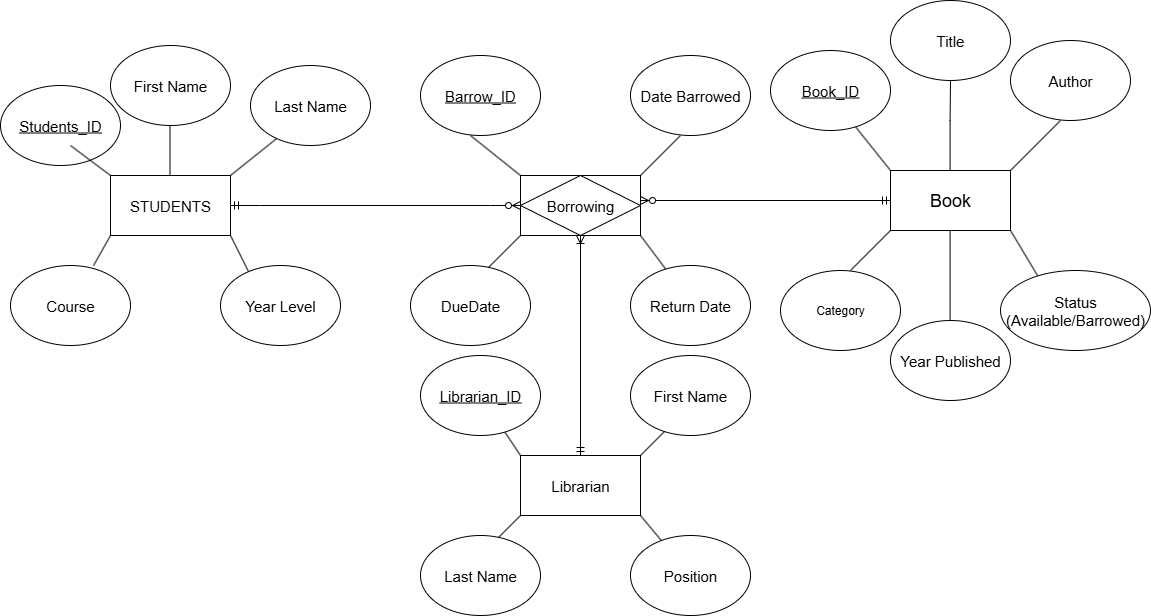 Title
First Name
Author
Book_ID
Barrow_ID
Date Barrowed
Last Name
Students_ID
STUDENTS
Borrowing
Book
Course
Year Level
DueDate
Return Date
Category
Status
(Available/Barrowed)
Year Published
Librarian_ID
First Name
Librarian
Last Name
Position